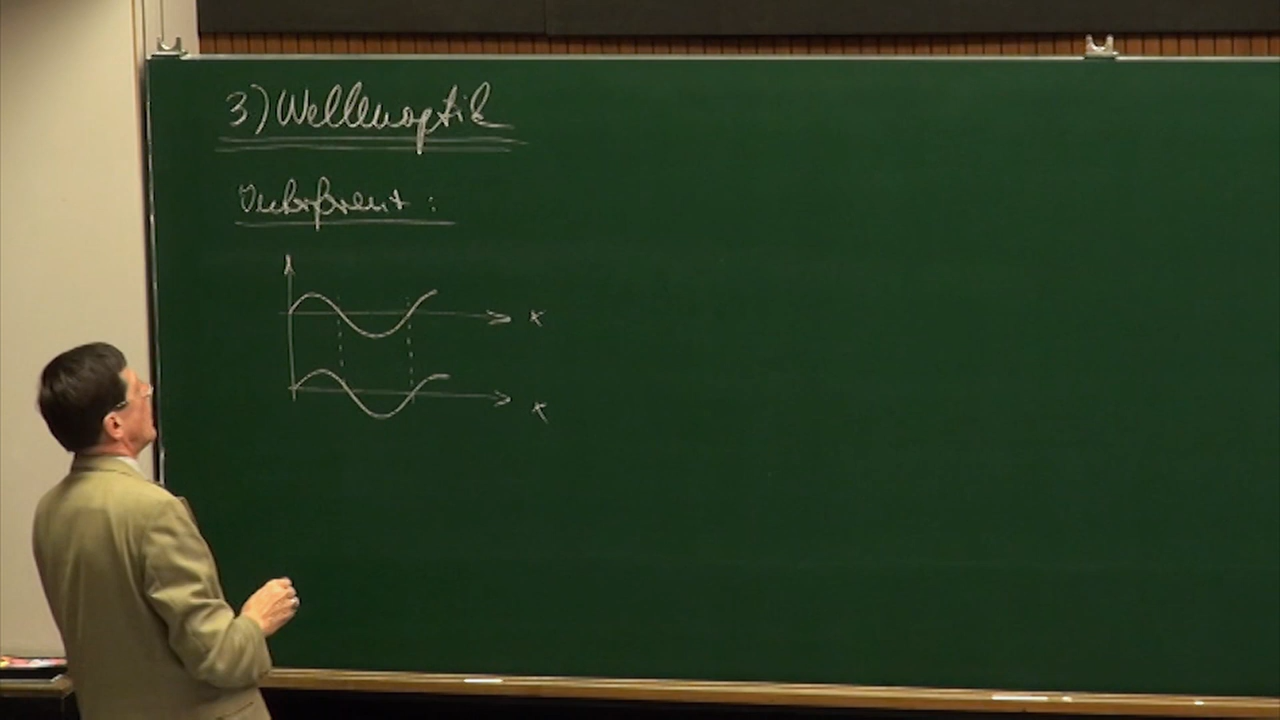 3) Wellenoptik
Interferenz :
x
x